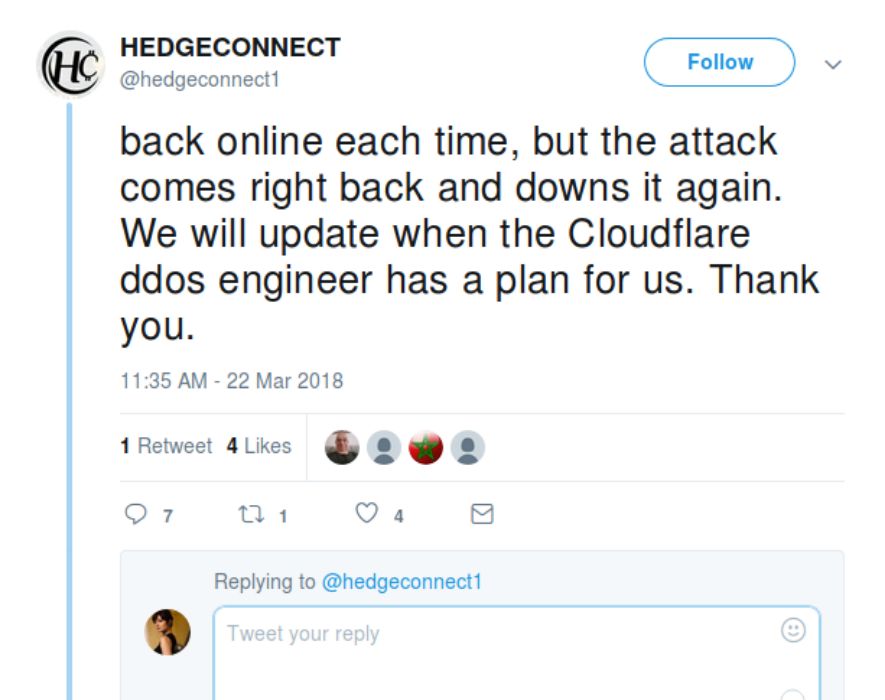 HC
HEDGECONNECT
@hedgeconnect1
Follow
back online each time, but the attack
comes right back and downs it again.
We will update when the Cloudflare
ddos engineer has a plan for us. Thank
you.
11:35 AM - 22 Mar 2018
1 Retweet 4 Likes
7 1 4
Replying to @hedgeconnect1
Tweet your reply